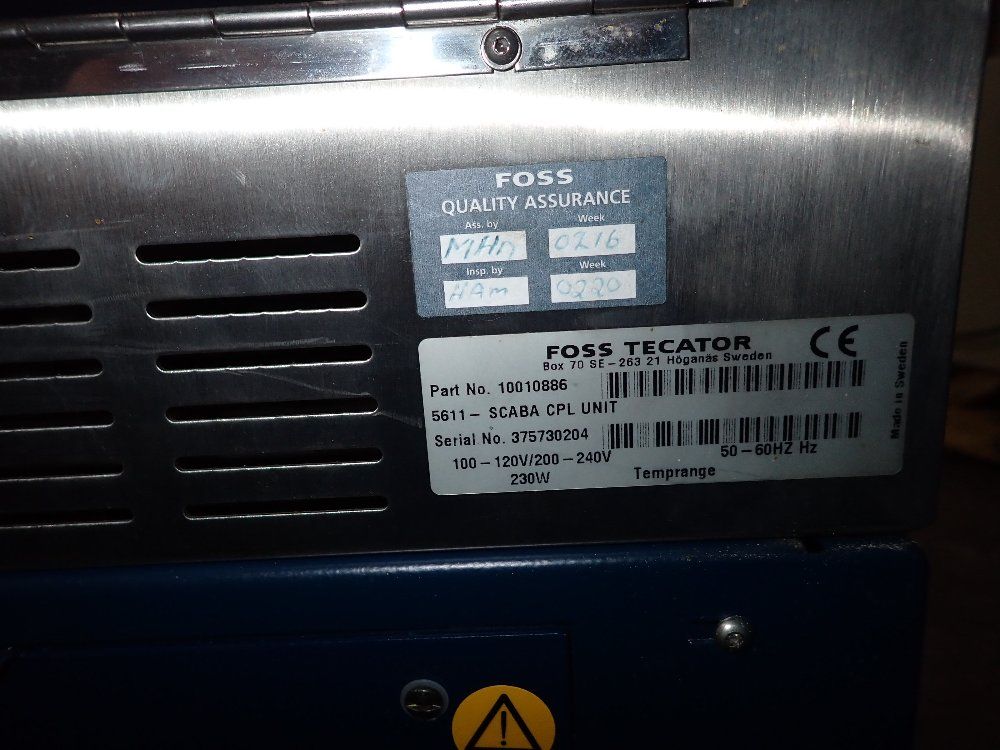 FOSS
QUALITY ASSURANCE
Ass. by Week
MHn 0216
Insp. by Week
HAm 0220
FOSS TECATOR
Box 70 SE-263 21 Höganäs Sweden
CE
Part No. 10010886
5611- SCABA CPL UNIT
Serial No. 375730204
100-120V/200-240V 50-60HZ Hz
230W Temprange
Made in Sweden